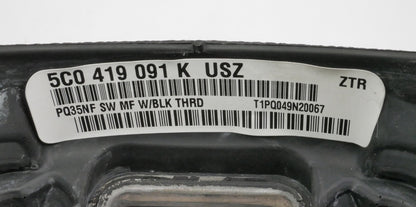 5C0 419 091 K USZ
ZTR
PQ35NF SW MF W/BLK THRD T1PQ049N20067